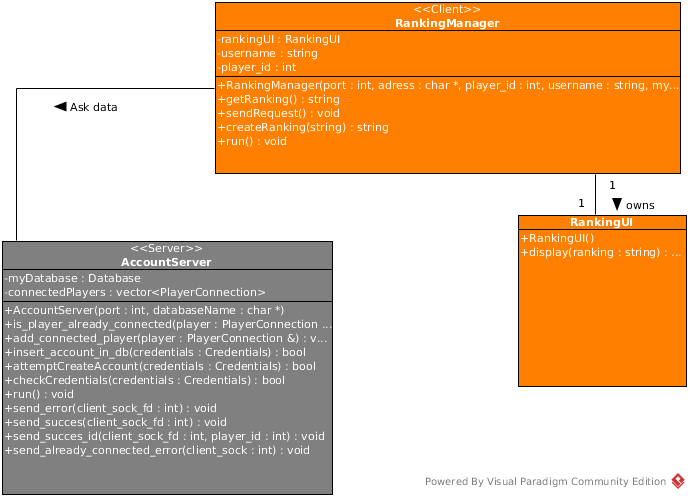 <<Client>>
RankingManager
-rankingUI : RankingUI
-username : string
-player_id : int
+RankingManager(port : int, adress : char *, player_id : int, username : string, my...
+getRanking() : string
+sendRequest() : void
+createRanking(string) : string
+run() : void
Ask data
1
1
owns
RankingUI
+RankingUI()
+display(ranking : string) : ...
<<Server>>
AccountServer
-myDatabase : Database
-connectedPlayers : vector<PlayerConnection>
+AccountServer(port : int, databaseName : char *)
+is_player_already_connected(player : PlayerConnection ...
+add_connected_player(player : PlayerConnection &) : v...
+insert_account_in_db(credentials : Credentials) : bool
+attemptCreateAccount(credentials : Credentials) : bool
+checkCredentials(credentials : Credentials) : bool
+run() : void
+send_error(client_sock_fd : int) : void
+send_succes(client_sock_fd : int) : void
+send_succes_id(client_sock_fd : int, player_id : int) : void
+send_already_connected_error(client_sock : int) : void
Powered By Visual Paradigm Community Edition